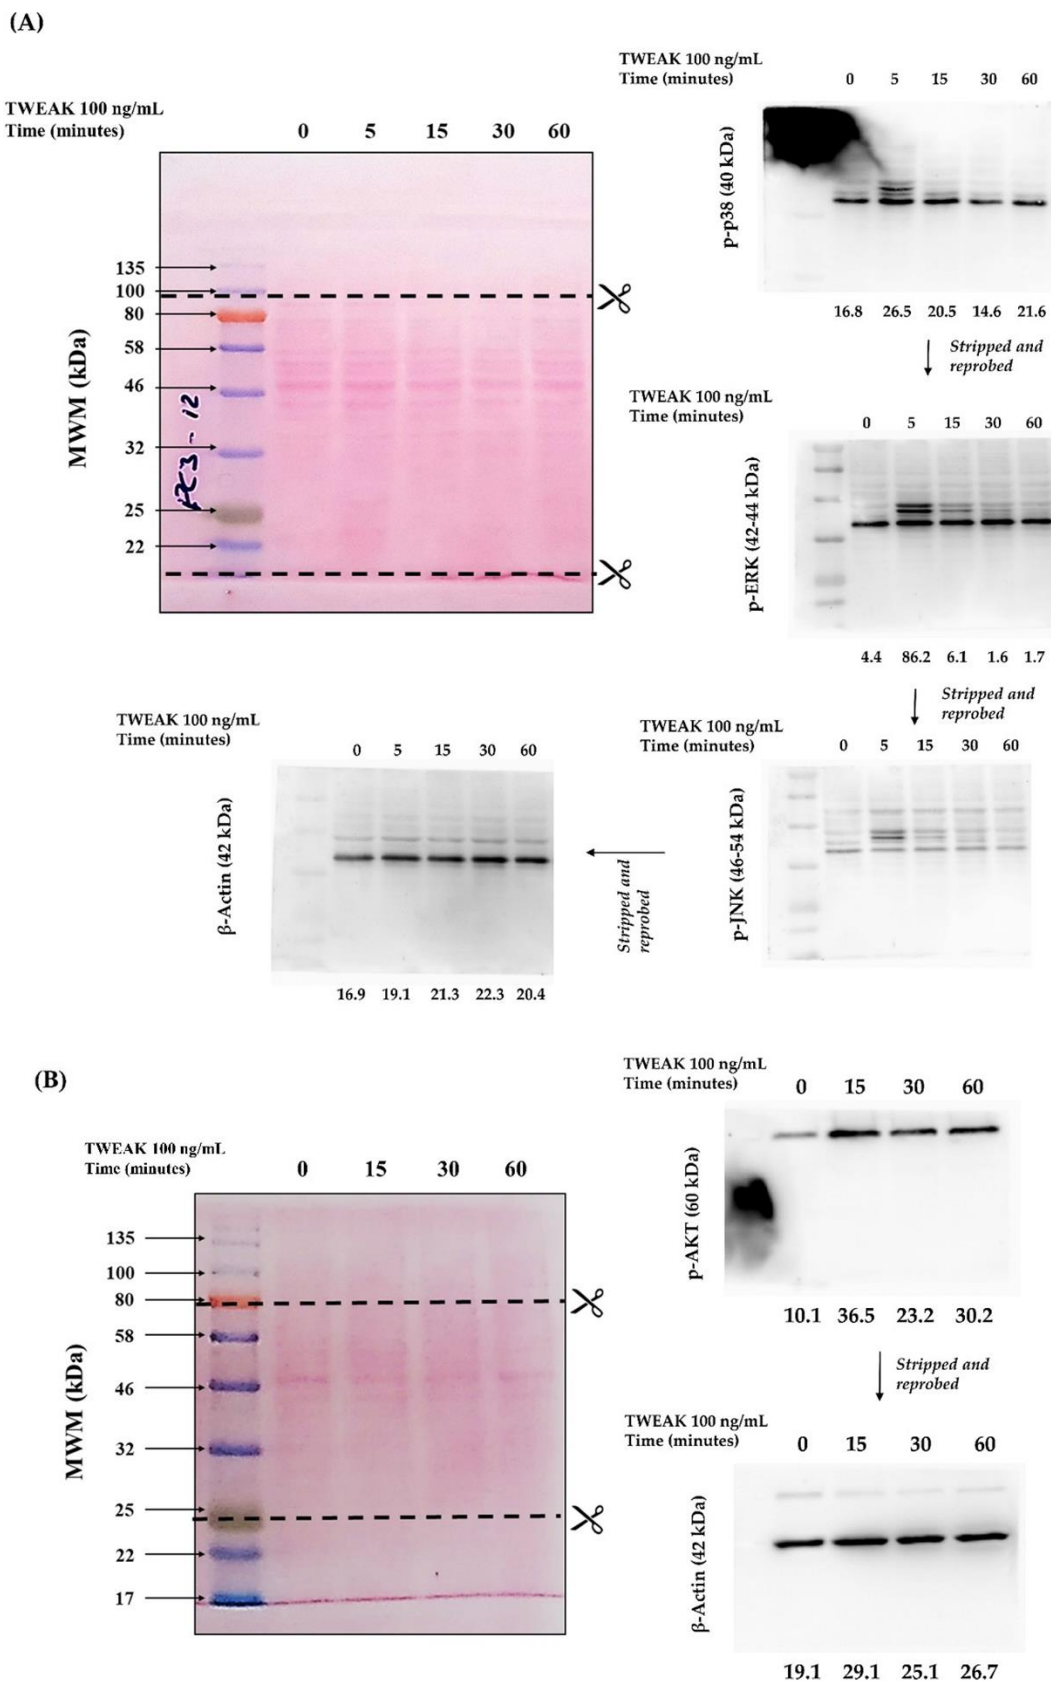 (A)
TWEAK 100 ng/mL
Time (minutes)
0 5 15 30 60
MWM (kDa)
135
100
80
58
46
32
25
22
PC3-12
TWEAK 100 ng/mL
Time (minutes)
0 5 15 30 60
p-p38 (40 kDa)
16.8 26.5 20.5 14.6 21.6
Stripped and
reprobed
TWEAK 100 ng/mL
Time (minutes)
0 5 15 30 60
p-ERK (42-44 kDa)
4.4 86.2 6.1 1.6 1.7
Stripped and
reprobed
TWEAK 100 ng/mL
Time (minutes)
0 5 15 30 60
p-JNK (46-54 kDa)
Stripped and
reprobed
TWEAK 100 ng/mL
Time (minutes)
0 5 15 30 60
β-Actin (42 kDa)
16.9 19.1 21.3 22.3 20.4
(B)
TWEAK 100 ng/mL
Time (minutes)
0 15 30 60
MWM (kDa)
135
100
80
58
46
32
25
22
17
TWEAK 100 ng/mL
Time (minutes)
0 15 30 60
p-AKT (60 kDa)
10.1 36.5 23.2 30.2
Stripped and
reprobed
TWEAK 100 ng/mL
Time (minutes)
0 15 30 60
β-Actin (42 kDa)
19.1 29.1 25.1 26.7